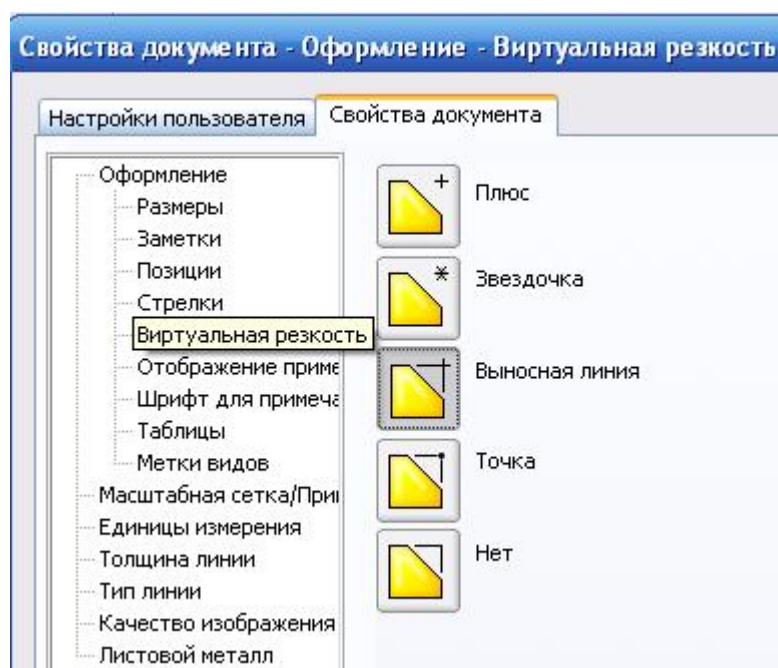 Свойства документа - Оформление - Виртуальная резкость
Настройки пользователя
Свойства документа
Оформление
Размеры
Заметки
Позиции
Стрелки
Виртуальная резкость
Отображение приме
Шрифт для примеча
Таблицы
Метки видов
Масштабная сетка/При
Единицы измерения
Толщина линии
Тип линии
Качество изображения
Листовой металл
Плюс
Звездочка
Выносная линия
Точка
Нет